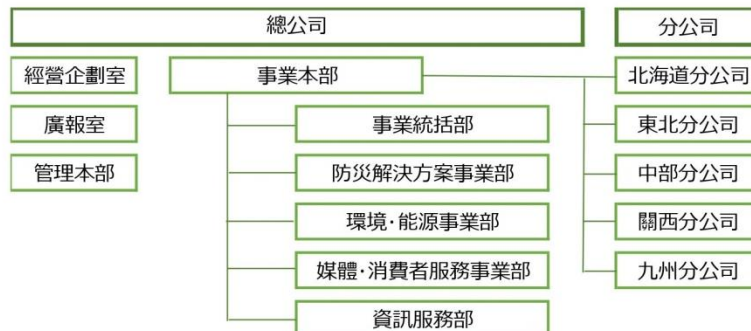 總公司
分公司
經營企劃室
事業本部
北海道分公司
廣報室
事業統括部
東北分公司
管理本部
防災解決方案事業部
中部分公司
環境·能源事業部
關西分公司
媒體·消費者服務事業部
九州分公司
資訊服務部